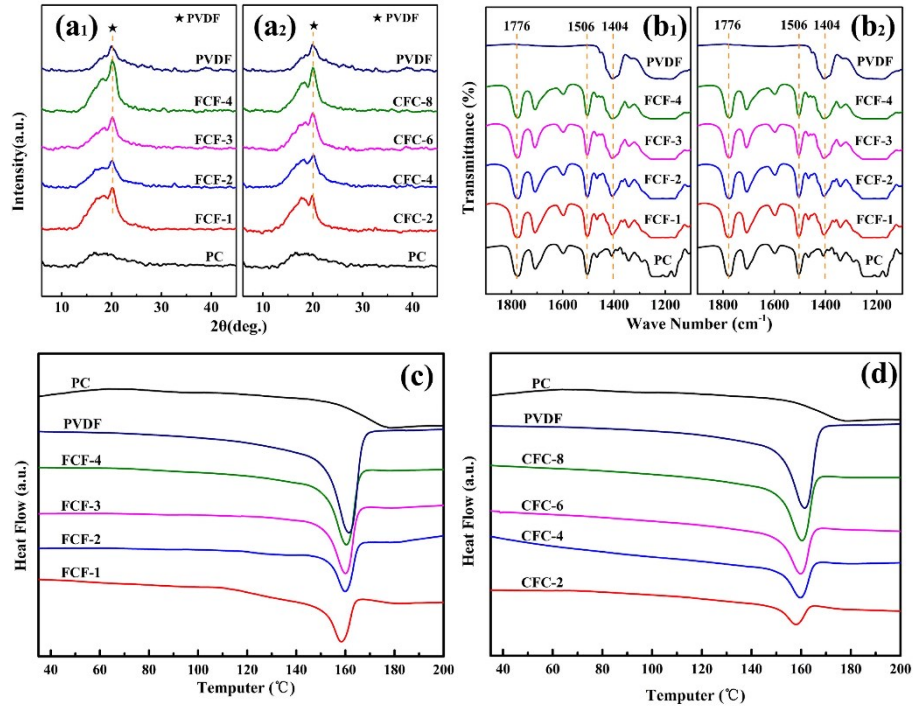 (a1)
★ PVDF
★
PVDF
FCF-4
FCF-3
FCF-2
FCF-1
PC
10 20 30 40
(a2)
★ PVDF
★
PVDF
CFC-8
CFC-6
CFC-4
CFC-2
PC
10 20 30 40
Intensity(a.u.)
2θ(deg.)
1776 1506 1404
(b1)
PVDF
FCF-4
FCF-3
FCF-2
FCF-1
PC
1800 1600 1400 1200
1776 1506 1404
(b2)
PVDF
FCF-4
FCF-3
FCF-2
FCF-1
PC
1800 1600 1400 1200
Transmittance (%)
Wave Number (cm-1)
(c)
PC
PVDF
FCF-4
FCF-3
FCF-2
FCF-1
40 60 80 100 120 140 160 180 200
Heat Flow (a.u.)
Temputer (℃)
(d)
PC
PVDF
CFC-8
CFC-6
CFC-4
CFC-2
40 60 80 100 120 140 160 180 200
Heat Flow (a.u.)
Temputer (℃)